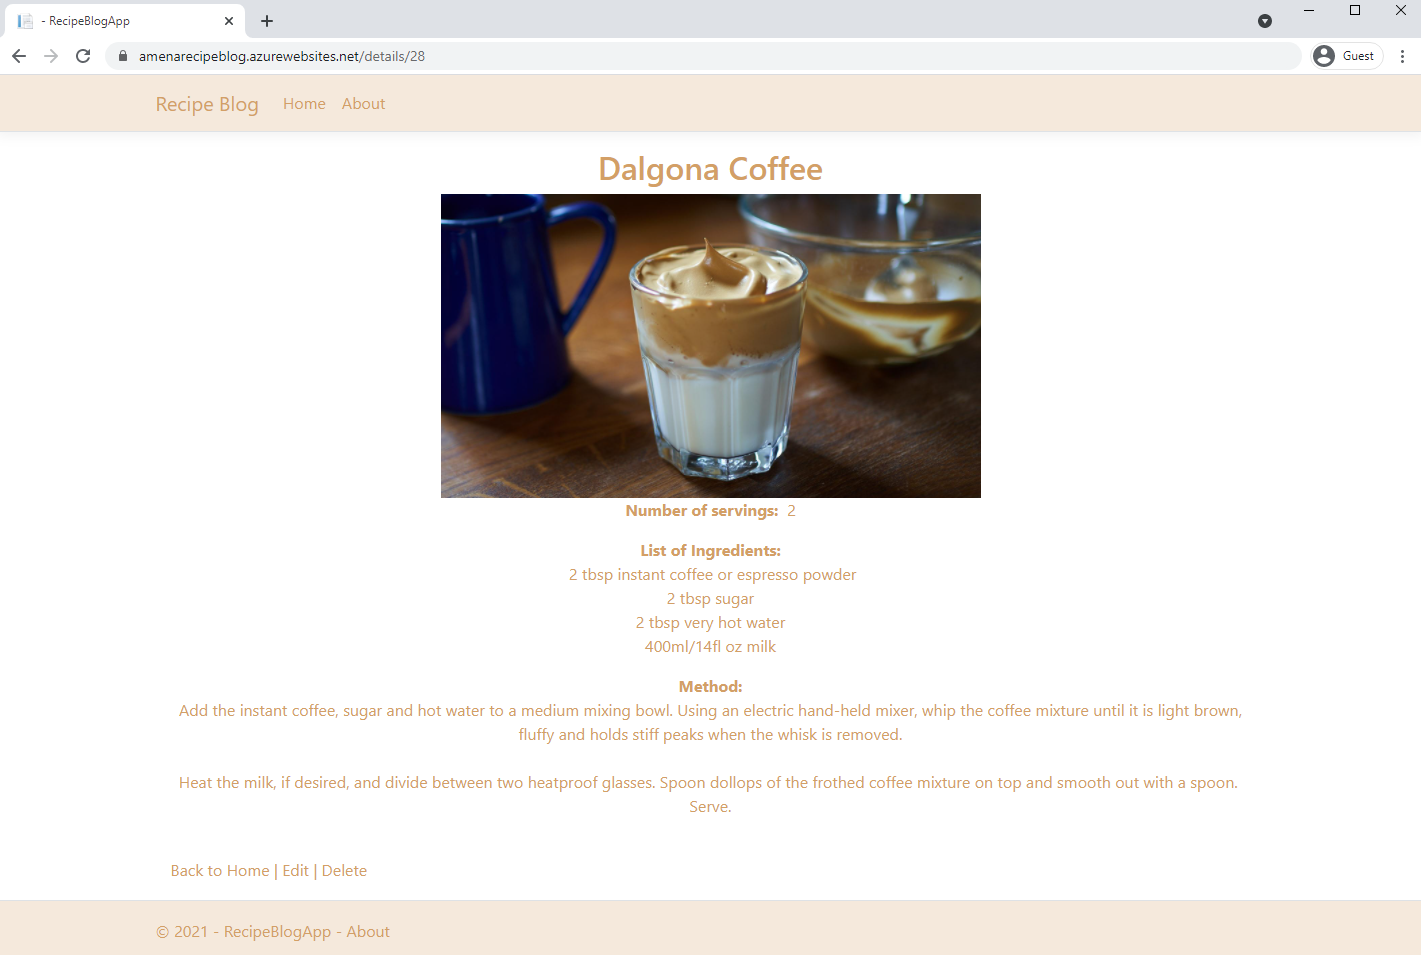 - RecipeBlogApp
amenarecipeblog.azurewebsites.net/details/28
Guest
Recipe Blog Home About
Dalgona Coffee
Number of servings: 2
List of Ingredients:
2 tbsp instant coffee or espresso powder
2 tbsp sugar
2 tbsp very hot water
400ml/14fl oz milk
Method:
Add the instant coffee, sugar and hot water to a medium mixing bowl. Using an electric hand-held mixer, whip the coffee mixture until it is light brown,
fluffy and holds stiff peaks when the whisk is removed.
Heat the milk, if desired, and divide between two heatproof glasses. Spoon dollops of the frothed coffee mixture on top and smooth out with a spoon.
Serve.
Back to Home | Edit | Delete
© 2021 - RecipeBlogApp - About